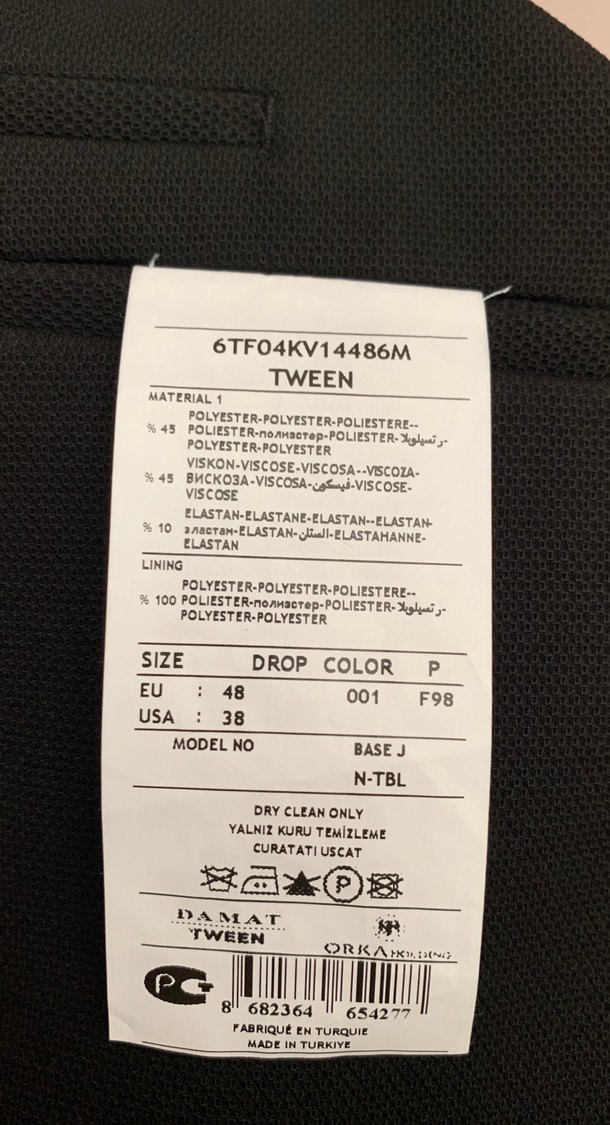 6TF04KV14486M
TWEEN
MATERIAL 1
POLYESTER-POLYESTER-POLIESTERE--
% 45 POLIESTER-полиэстер-POLIESTER-رتسيلوبلا-
POLYESTER-POLYESTER
VISKON-VISCOSE-VISCOSA--VISCOZA-
% 45 ВИСКОЗА-VISCOSA-فيسكون-VISCOSE-
VISCOSE
ELASTAN-ELASTANE-ELASTAN--ELASTAN-
% 10 эластан-ELASTAN-الستان-ELASTAHANNE-
ELASTAN
LINING
POLYESTER-POLYESTER-POLIESTERE--
% 100 POLIESTER-полиэстер-POLIESTER-رتسيلوبلا-
POLYESTER-POLYESTER
SIZE DROP COLOR P
EU : 48 001 F98
USA : 38
MODEL NO BASE J
N-TBL
DRY CLEAN ONLY
YALNIZ KURU TEMİZLEME
CURATATI USCAT
P
DAMAT
TWEEN
ORKA HOLDING
PCT
8 682364 654277
FABRIQUÉ EN TURQUIE
MADE IN TURKIYE